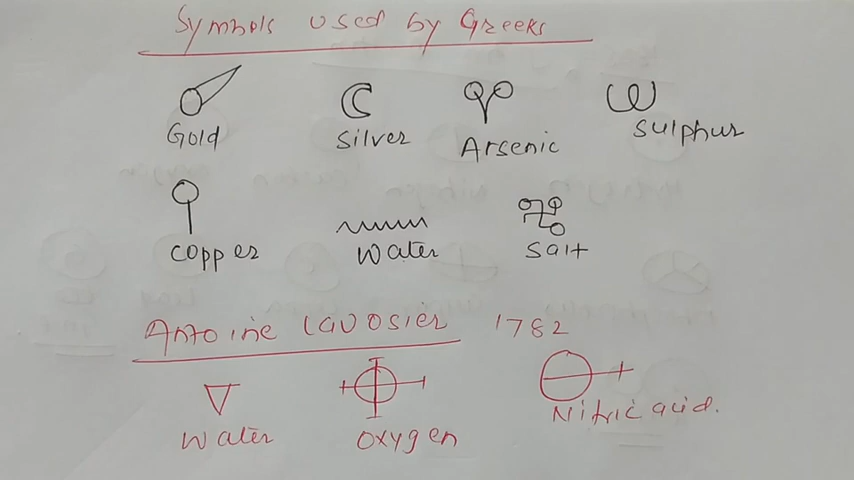 Symbols used by Greeks
Gold Silver Arsenic Sulphur
Copper Water Salt
Antoine Lavosier 1782
Water Oxygen Nitric acid.